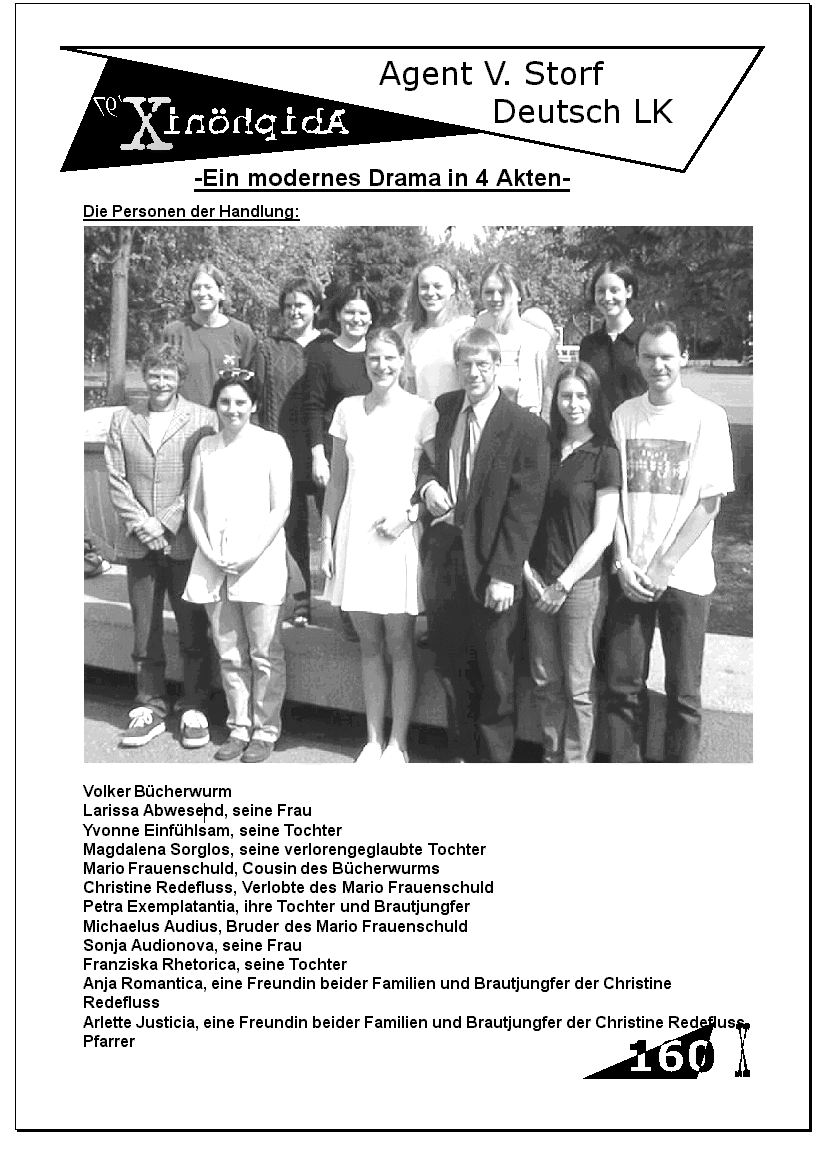 Agent V. Storf
Deutsch LK
AbiphöniX '97
-Ein modernes Drama in 4 Akten-
Die Personen der Handlung:
Volker Bücherwurm
Larissa Abwesend, seine Frau
Yvonne Einfühlsam, seine Tochter
Magdalena Sorglos, seine verlorengeglaubte Tochter
Mario Frauenschuld, Cousin des Bücherwurms
Christine Redefluss, Verlobte des Mario Frauenschuld
Petra Exemplatantia, ihre Tochter und Brautjungfer
Michaelus Audius, Bruder des Mario Frauenschuld
Sonja Audionova, seine Frau
Franziska Rhetorica, seine Tochter
Anja Romantica, eine Freundin beider Familien und Brautjungfer der Christine
Redefluss
Arlette Justicia, eine Freundin beider Familien und Brautjungfer der Christine Redefluss
Pfarrer
160